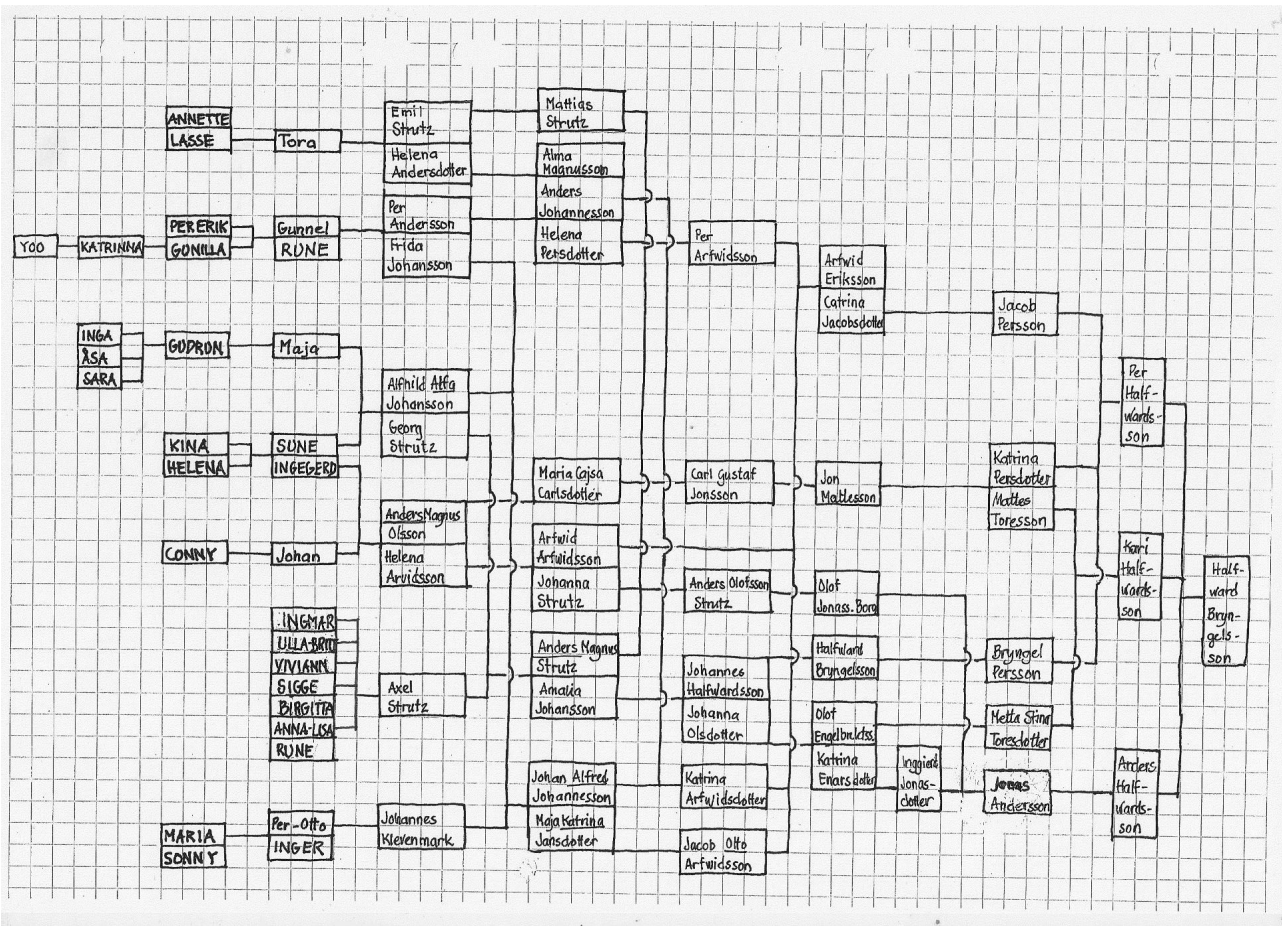 ANNETTE
LASSE
Tora
Emil
Strutz
Helena
Andersdotter
Mattias
Strutz
Alma
Magnusson
Anders
Johannesson
Helena
Persdotter
YOO
KATRINNA
PERERIK
GUNILLA
Gunnel
RUNE
Per
Andersson
Frida
Johansson
Per
Arfwidsson
Arfwid
Eriksson
Catrina
Jacobsdotter
Jacob
Persson
INGA
ÅSA
SARA
GUDRUN
Maja
Alfhild Alfa
Johansson
Georg
Strutz
Per
Half-
wards-
son
KINA
HELENA
SUNE
INGEGERD
Maria Cajsa
Carlsdotter
Carl Gustaf
Jonsson
Jon
Mattesson
Katrina
Persdotter
Mattes
Toresson
CONNY
Johan
Anders Magnus
Olsson
Helena
Arvidsson
Arfwid
Arfwidsson
Johanna
Strutz
Anders Olofsson
Strutz
Olof
Jonass. Borg
Kari
Half-
wards-
son
Half-
ward
Bryn-
gels-
son
INGMAR
ULLA-BRITT
VIVIANN
SIGGE
BIRGITTA
ANNA-LISA
RUNE
Axel
Strutz
Anders Magnus
Strutz
Amalia
Johansson
Johannes
Halfwardsson
Johanna
Olsdotter
Halfward
Bryngelsson
Bryngel
Persson
Olof
Engelbrektss.
Katrina
Enarsdotter
Metta Stina
Toresdotter
Inggierd
Jonas-
dotter
Jonas
Andersson
Anders
Half-
wards-
son
MARIA
SONNY
Per-Otto
INGER
Johannes
Klevenmark
Johan Alfred
Johannesson
Maja Katrina
Jansdotter
Katrina
Arfwidsdotter
Jacob Otto
Arfwidsson